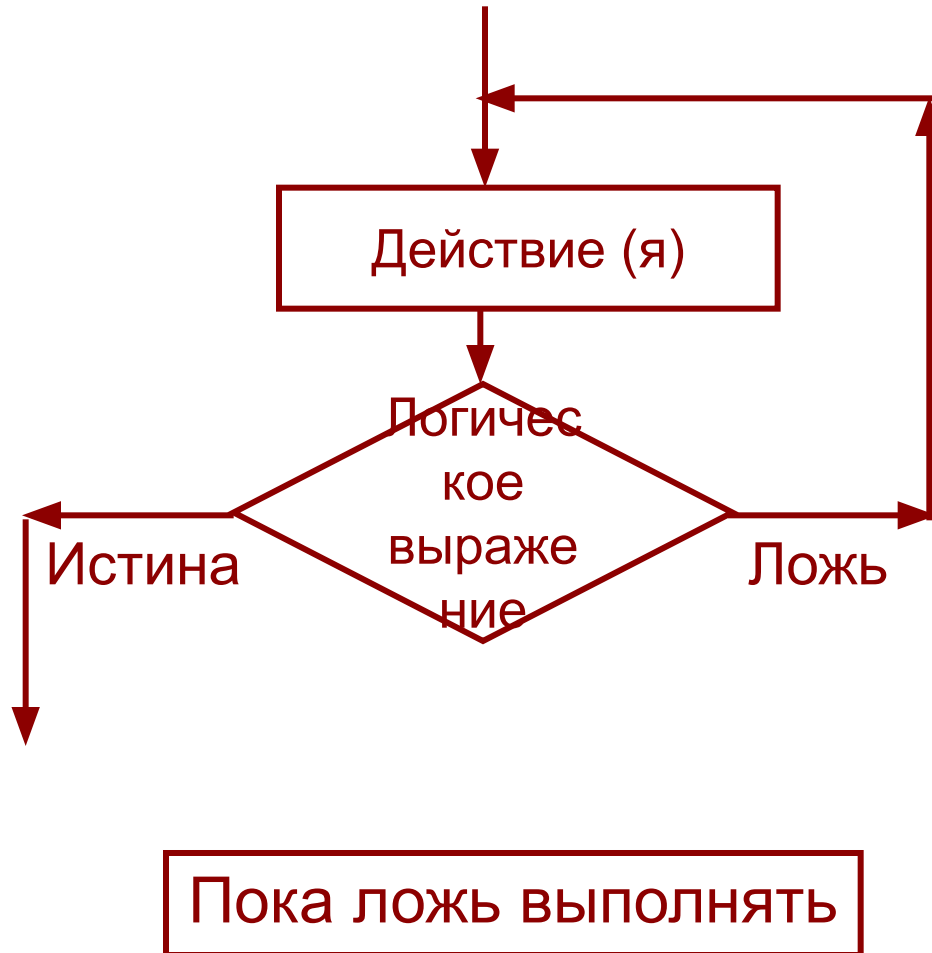 Действие (я)
Логичес
кое
выраже
ние
Истина
Ложь
Пока ложь выполнять